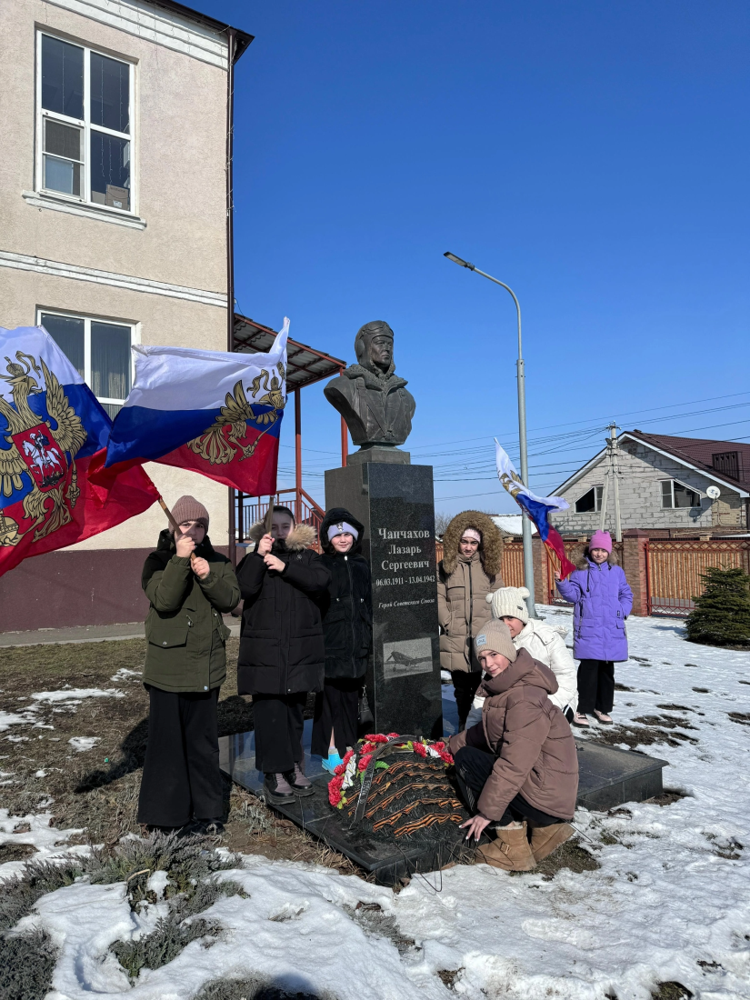 Чапчахов
Лазарь
Сергеевич
06.03.1911 - 13.04.1942
Герой Советского Союза